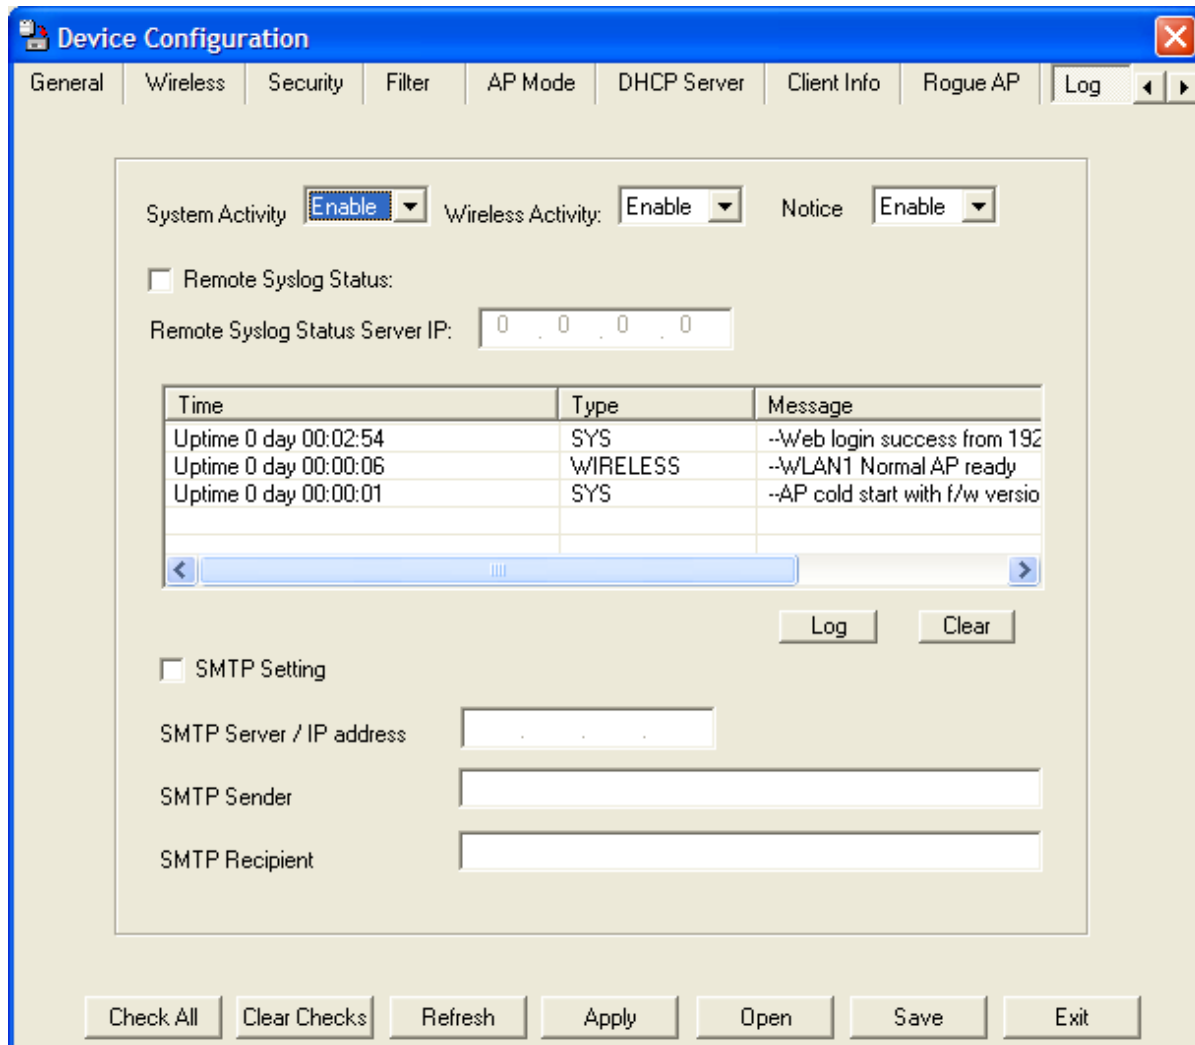 Device Configuration
General Wireless Security Filter AP Mode DHCP Server Client Info Rogue AP Log
System Activity Enable Wireless Activity: Enable Notice Enable
Remote Syslog Status:
Remote Syslog Status Server IP: 0 . 0 . 0 . 0
Time Type Message
Uptime 0 day 00:02:54 SYS --Web login success from 192
Uptime 0 day 00:00:06 WIRELESS --WLAN1 Normal AP ready
Uptime 0 day 00:00:01 SYS --AP cold start with f/w versio
Log Clear
SMTP Setting
SMTP Server / IP address . . .
SMTP Sender
SMTP Recipient
Check All Clear Checks Refresh Apply Open Save Exit